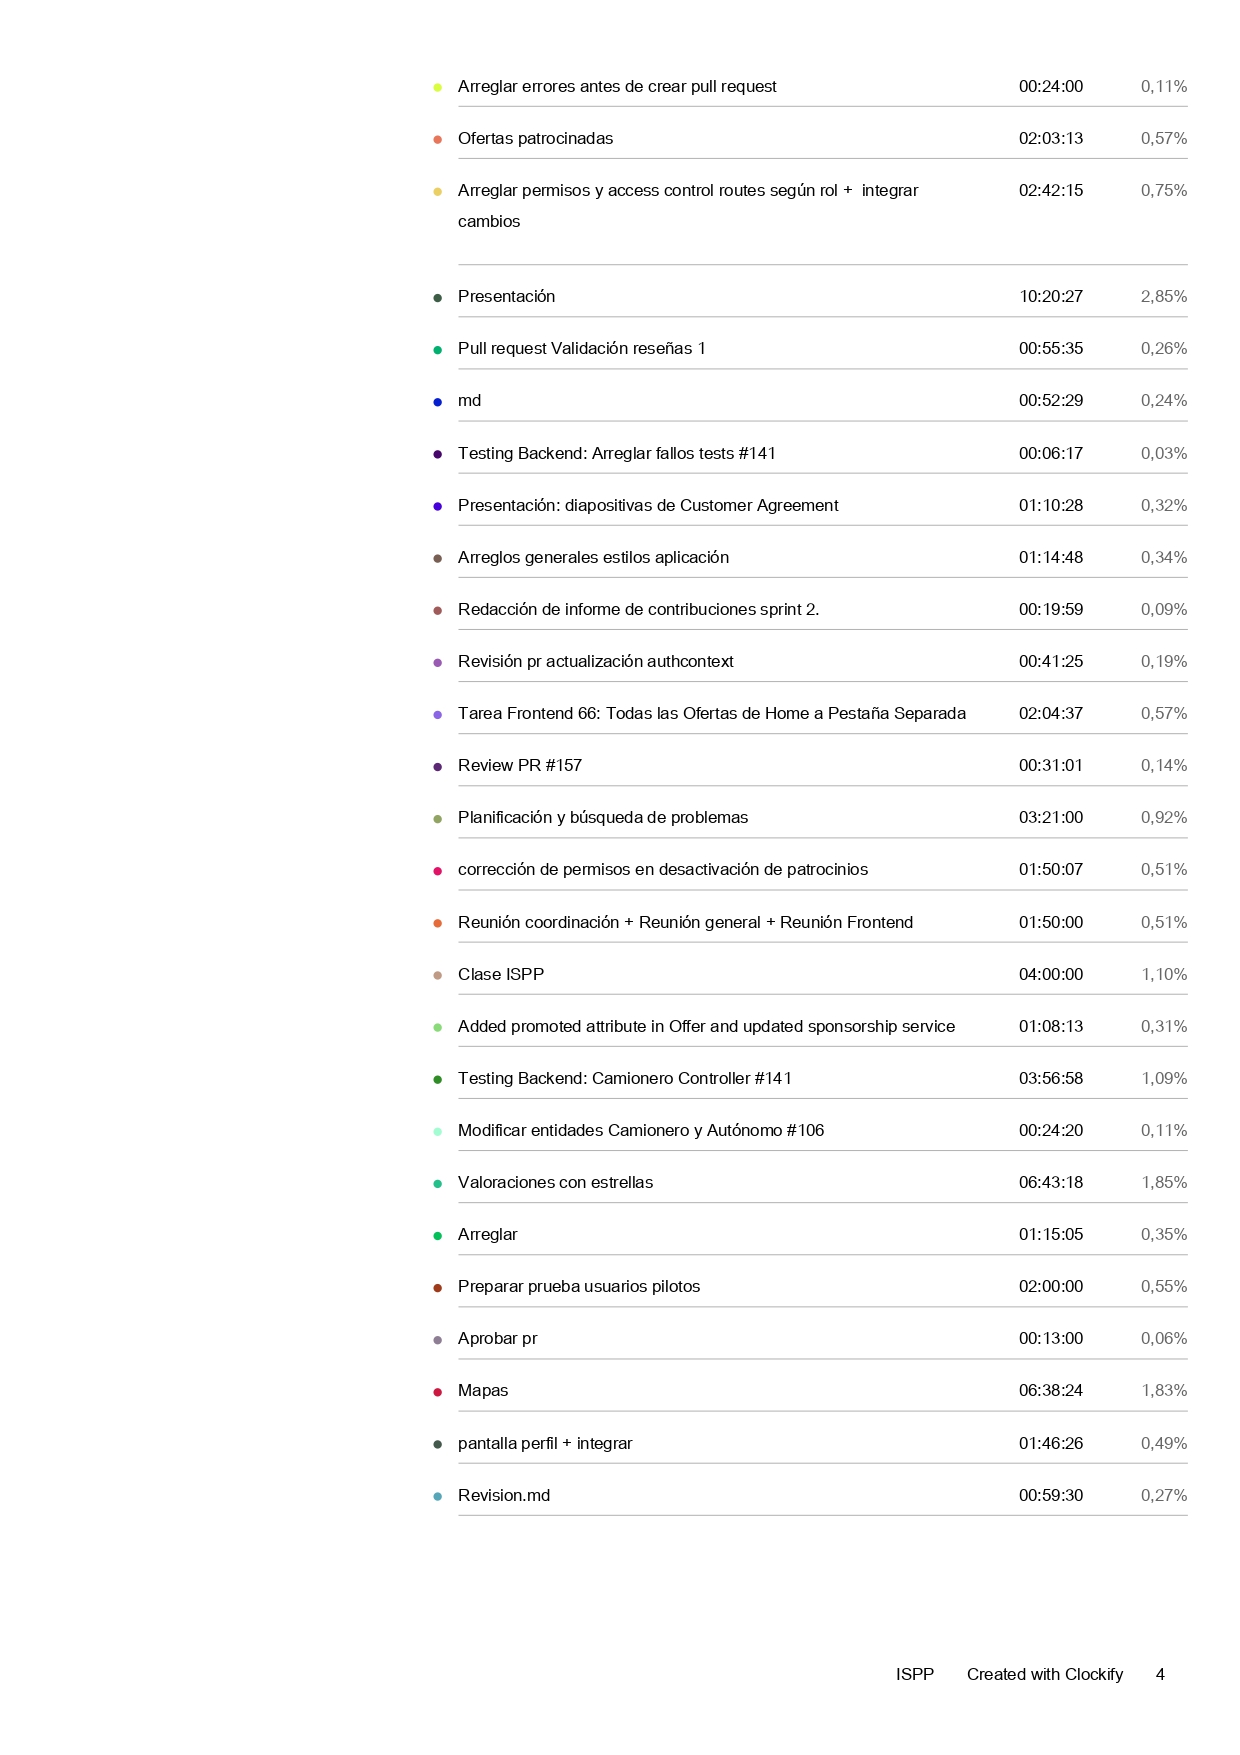 Arreglar errores antes de crear pull request 00:24:00 0,11%
Ofertas patrocinadas 02:03:13 0,57%
Arreglar permisos y access control routes según rol + integrar 02:42:15 0,75%
cambios
Presentación 10:20:27 2,85%
Pull request Validación reseñas 1 00:55:35 0,26%
md 00:52:29 0,24%
Testing Backend: Arreglar fallos tests #141 00:06:17 0,03%
Presentación: diapositivas de Customer Agreement 01:10:28 0,32%
Arreglos generales estilos aplicación 01:14:48 0,34%
Redacción de informe de contribuciones sprint 2. 00:19:59 0,09%
Revisión pr actualización authcontext 00:41:25 0,19%
Tarea Frontend 66: Todas las Ofertas de Home a Pestaña Separada 02:04:37 0,57%
Review PR #157 00:31:01 0,14%
Planificación y búsqueda de problemas 03:21:00 0,92%
corrección de permisos en desactivación de patrocinios 01:50:07 0,51%
Reunión coordinación + Reunión general + Reunión Frontend 01:50:00 0,51%
Clase ISPP 04:00:00 1,10%
Added promoted attribute in Offer and updated sponsorship service 01:08:13 0,31%
Testing Backend: Camionero Controller #141 03:56:58 1,09%
Modificar entidades Camionero y Autónomo #106 00:24:20 0,11%
Valoraciones con estrellas 06:43:18 1,85%
Arreglar 01:15:05 0,35%
Preparar prueba usuarios pilotos 02:00:00 0,55%
Aprobar pr 00:13:00 0,06%
Mapas 06:38:24 1,83%
pantalla perfil + integrar 01:46:26 0,49%
Revision.md 00:59:30 0,27%
ISPP Created with Clockify 4